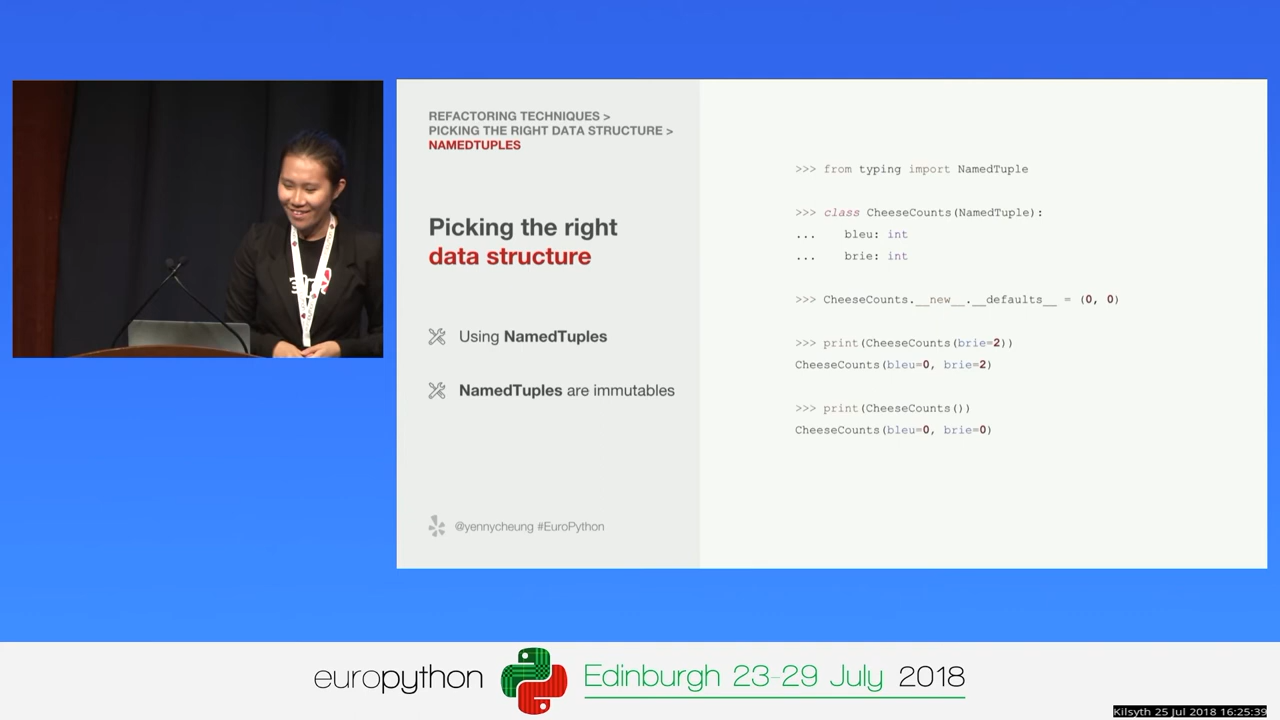 REFACTORING TECHNIQUES >
PICKING THE RIGHT DATA STRUCTURE >
NAMEDTUPLES
Picking the right
data structure
Using NamedTuples
NamedTuples are immutables
@yennycheung #EuroPython
>>> from typing import NamedTuple
>>> class CheeseCounts(NamedTuple):
...    bleu: int
...    brie: int
>>> CheeseCounts.__new__.__defaults__ = (0, 0)
>>> print(CheeseCounts(brie=2))
CheeseCounts(bleu=0, brie=2)
>>> print(CheeseCounts())
CheeseCounts(bleu=0, brie=0)
europython
Edinburgh 23-29 July 2018
Kilsyth 25 Jul 2018 16:25:39